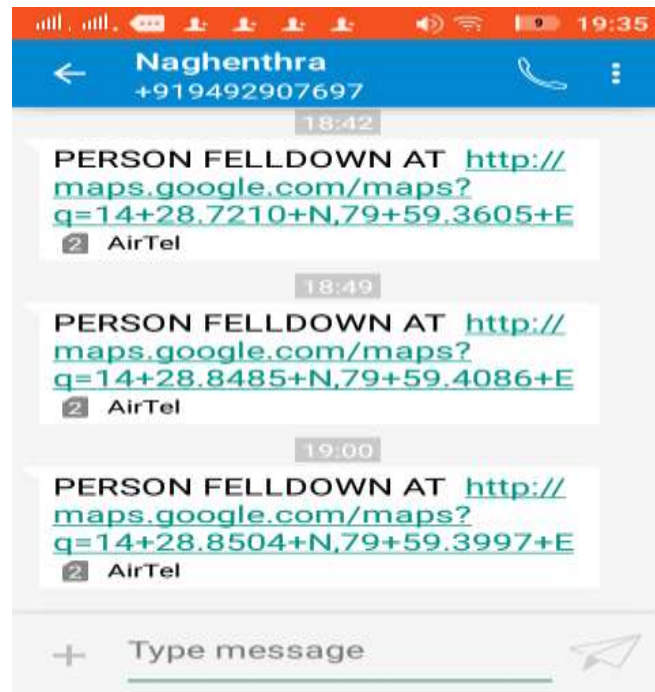 9 19:35
Naghenthra
+919492907697
18:42
PERSON FELLDOWN AT http://
maps.google.com/maps?
q=14+28.7210+N,79+59.3605+E
2 AirTel
18:49
PERSON FELLDOWN AT http://
maps.google.com/maps?
q=14+28.8485+N,79+59.4086+E
2 AirTel
19:00
PERSON FELLDOWN AT http://
maps.google.com/maps?
q=14+28.8504+N,79+59.3997+E
2 AirTel
Type message